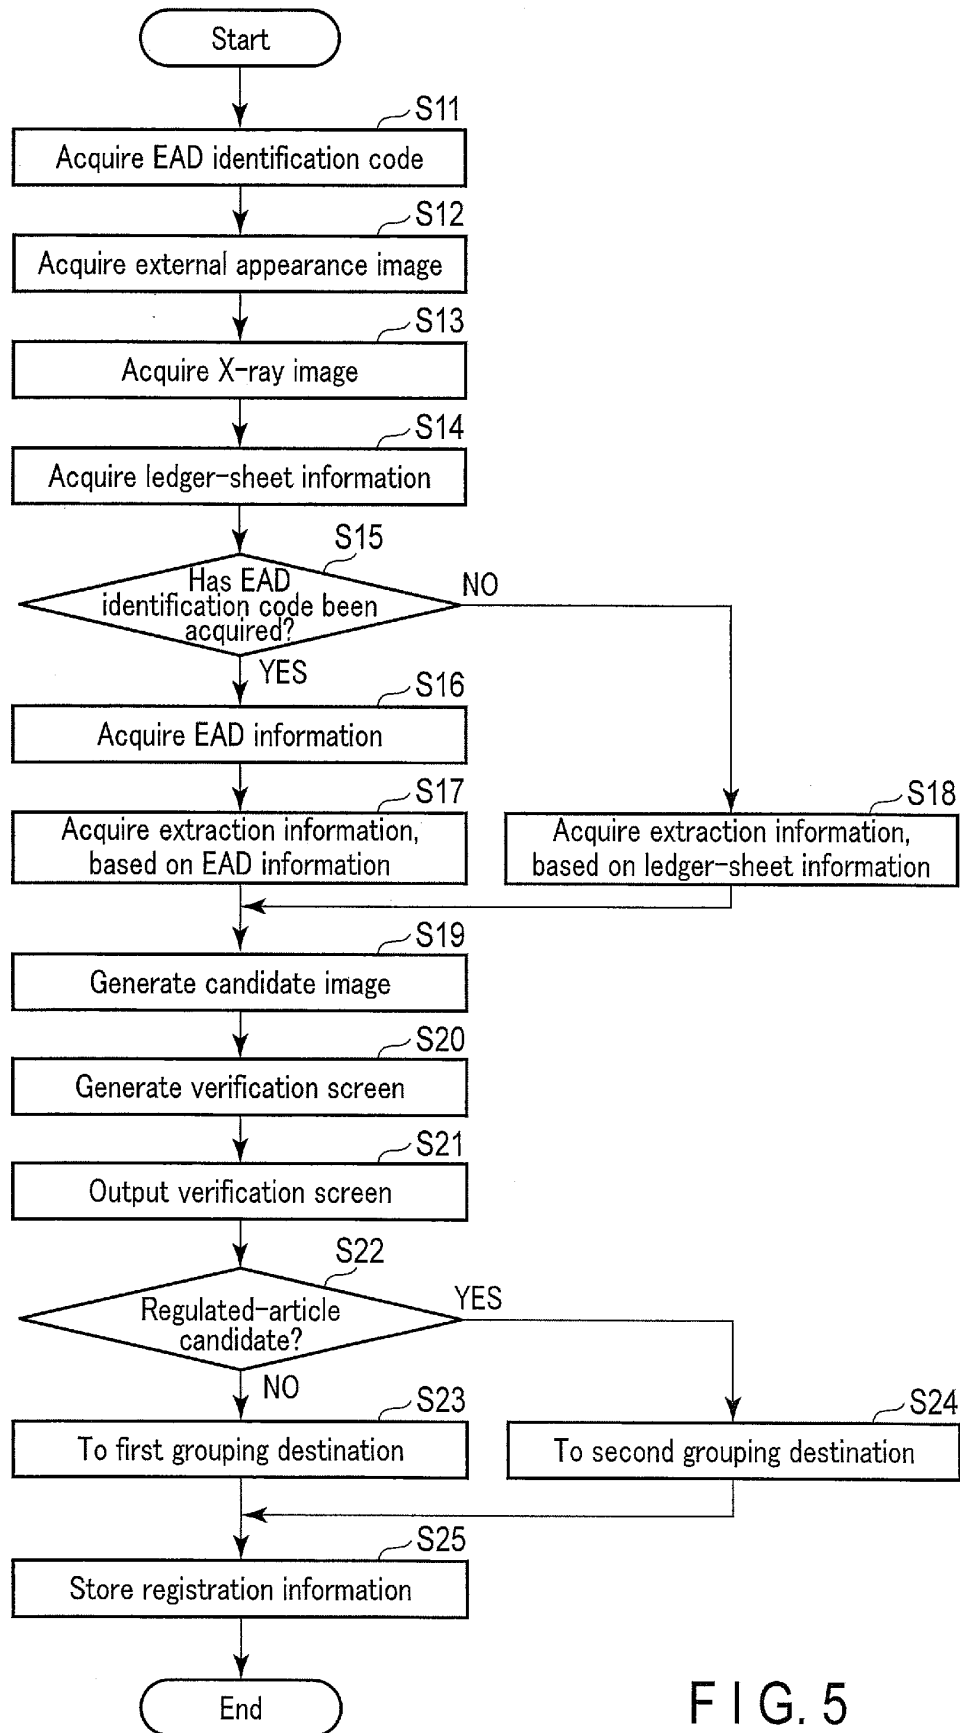 Start
S11
Acquire EAD identification code
S12
Acquire external appearance image
S13
Acquire X-ray image
S14
Acquire ledger-sheet information
S15
Has EAD
identification code been
acquired?
NO
YES
S16
Acquire EAD information
S17
Acquire extraction information,
based on EAD information
S18
Acquire extraction information,
based on ledger-sheet information
S19
Generate candidate image
S20
Generate verification screen
S21
Output verification screen
S22
Regulated-article
candidate?
YES
NO
S23
To first grouping destination
S24
To second grouping destination
S25
Store registration information
End
FIG. 5